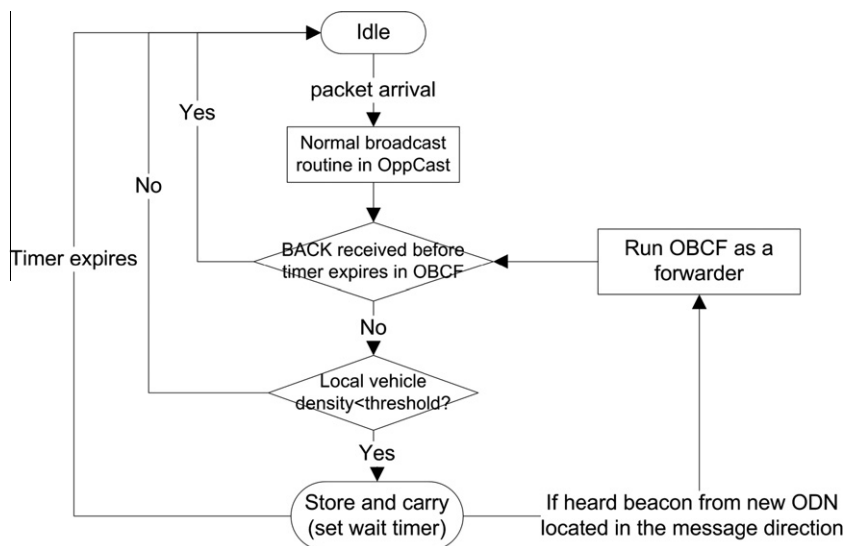 Idle
packet arrival
Yes
Normal broadcast
routine in OppCast
No
BACK received before
timer expires in OBCF
Timer expires
Run OBCF as a
forwarder
No
Local vehicle
density<threshold?
Yes
Store and carry
(set wait timer)
If heard beacon from new ODN
located in the message direction